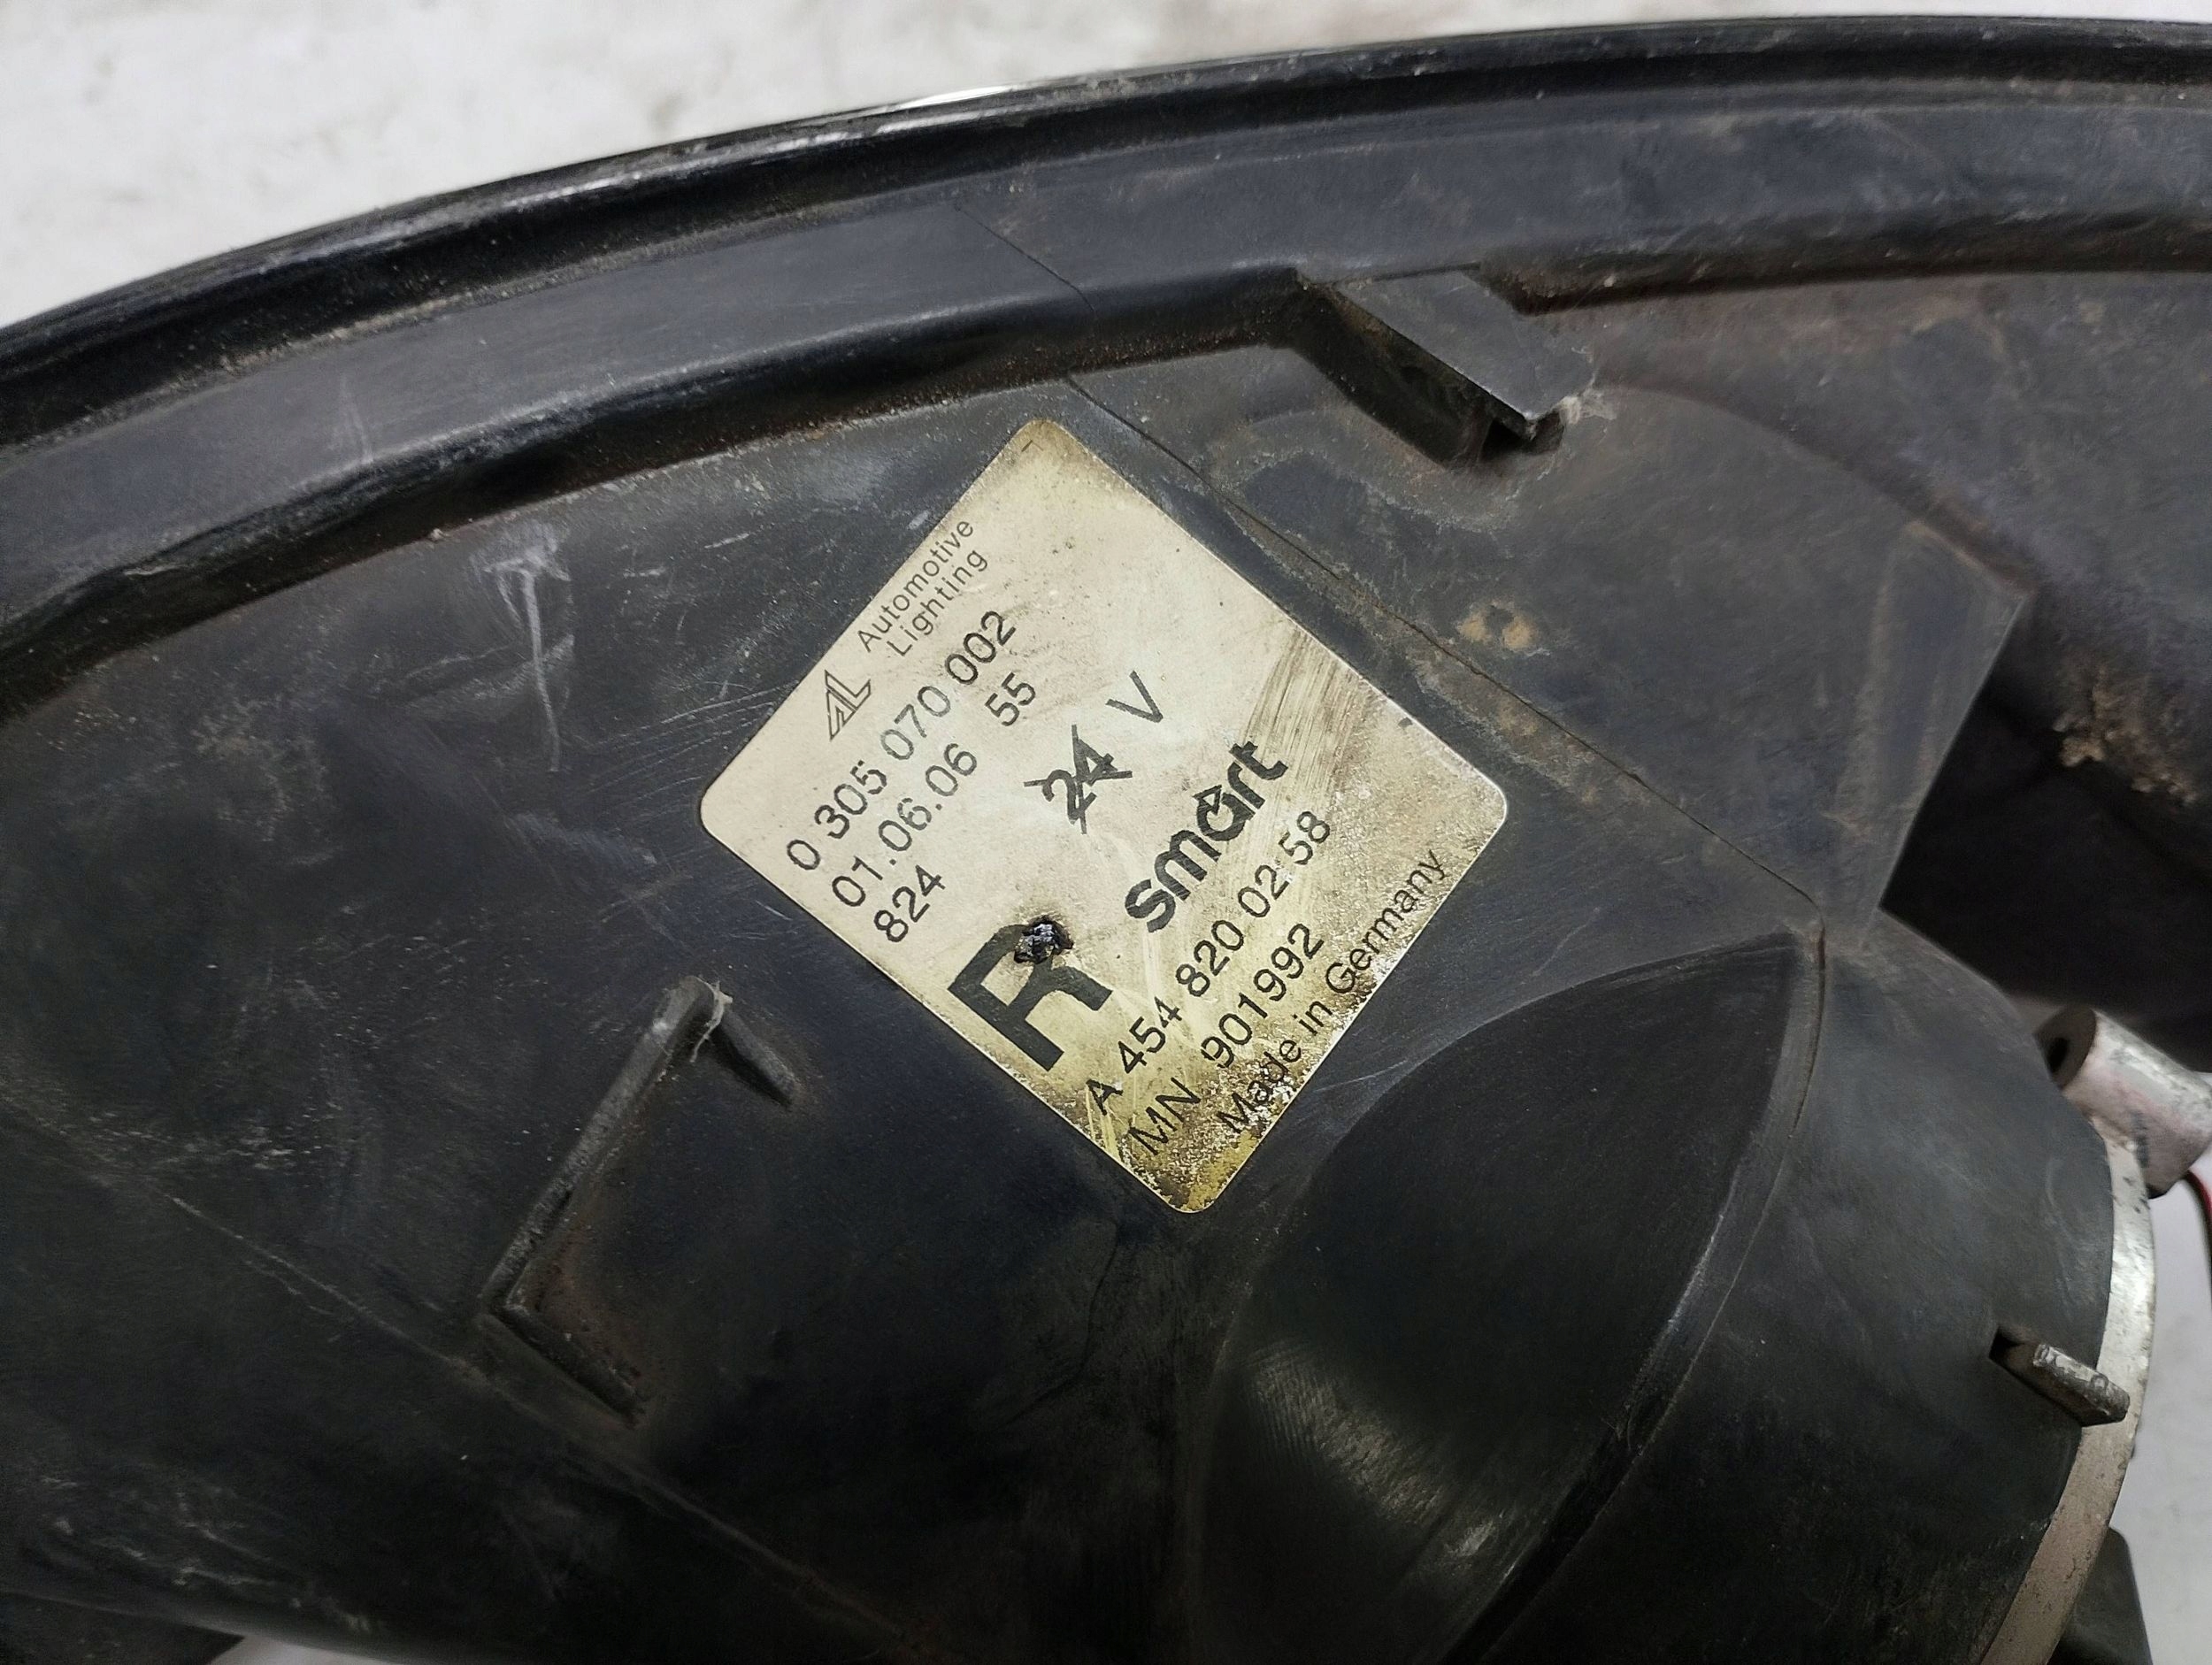 AL Automotive
Lighting
0 305 070 002
01.06.06 55
824
24 V
R
smart
A 454 820 02 58
MN 901992
Made in Germany